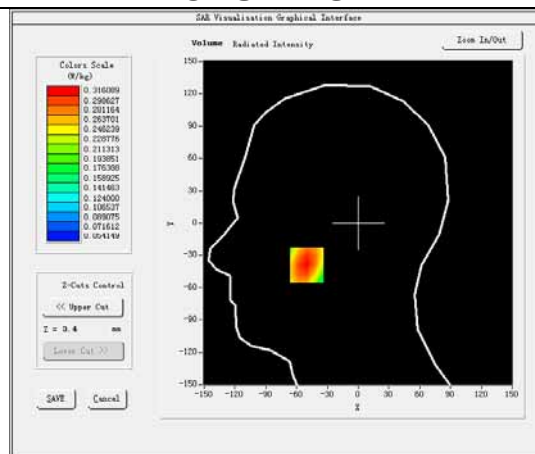 SAR Visualisation Graphical Interface
Volume Radiated Intensity
Zoom In/Out
Colors Scale
(W/kg)
0.316089
0.298627
0.281164
0.263701
0.246239
0.228776
0.211313
0.193851
0.176388
0.158925
0.141463
0.124000
0.106537
0.089075
0.071612
0.054149
Z-Cuts Control
<< Upper Cut
Z = 3.4 mm
Lower Cut >>
SAVE
Cancel
150
120
90
60
30
0
-30
-60
-90
-120
-150
Y
-150 -120 -90 -60 -30 0 30 60 90 120 150
X